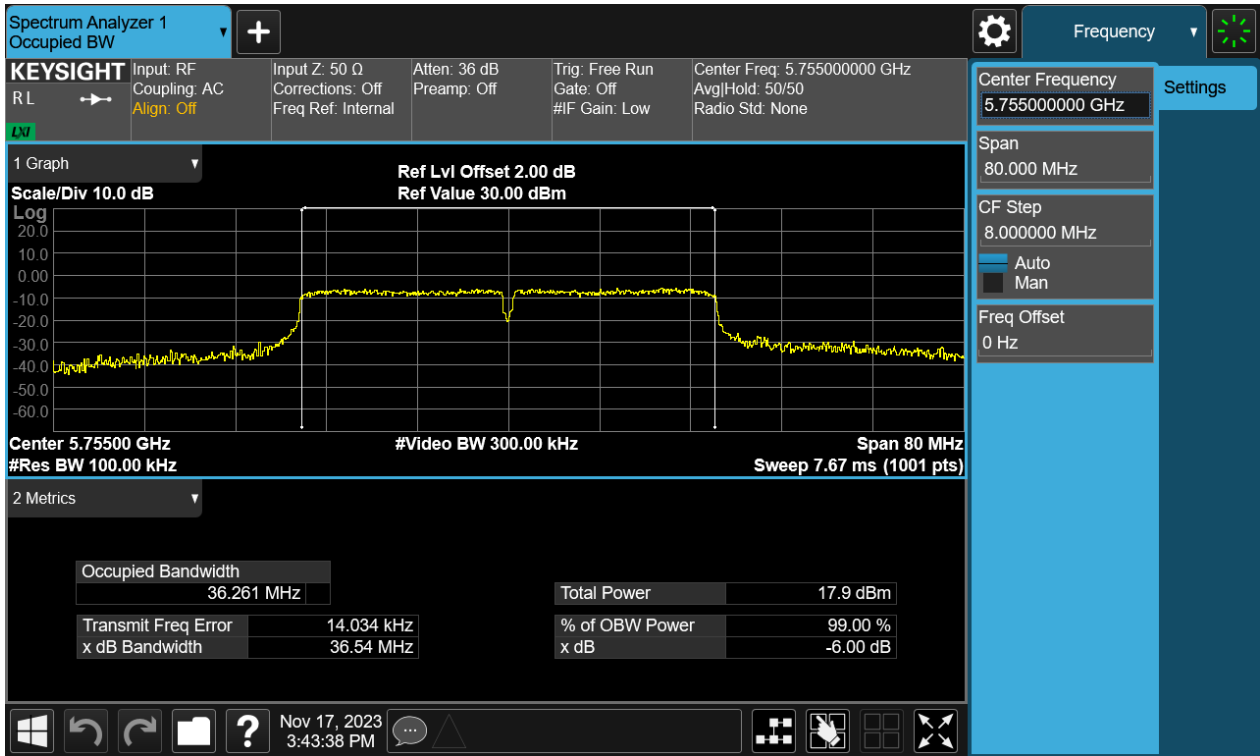 Spectrum Analyzer 1
Occupied BW
+
Frequency
KEYSIGHT
R L
LXI
Input: RF
Coupling: AC
Align: Off
Input Z: 50 Ω
Corrections: Off
Freq Ref: Internal
Atten: 36 dB
Preamp: Off
Trig: Free Run
Gate: Off
#IF Gain: Low
Center Freq: 5.755000000 GHz
Avg|Hold: 50/50
Radio Std: None
Center Frequency
5.755000000 GHz
Settings
Span
80.000 MHz
CF Step
8.000000 MHz
Auto
Man
Freq Offset
0 Hz
1 Graph
Scale/Div 10.0 dB
Ref Lvl Offset 2.00 dB
Ref Value 30.00 dBm
Log
20.0
10.0
0.00
-10.0
-20.0
-30.0
-40.0
-50.0
-60.0
Center 5.75500 GHz
#Video BW 300.00 kHz
Span 80 MHz
#Res BW 100.00 kHz
Sweep 7.67 ms (1001 pts)
2 Metrics
Occupied Bandwidth
36.261 MHz
Total Power 17.9 dBm
Transmit Freq Error 14.034 kHz
% of OBW Power 99.00 %
x dB Bandwidth 36.54 MHz
x dB -6.00 dB
?
Nov 17, 2023
3:43:38 PM